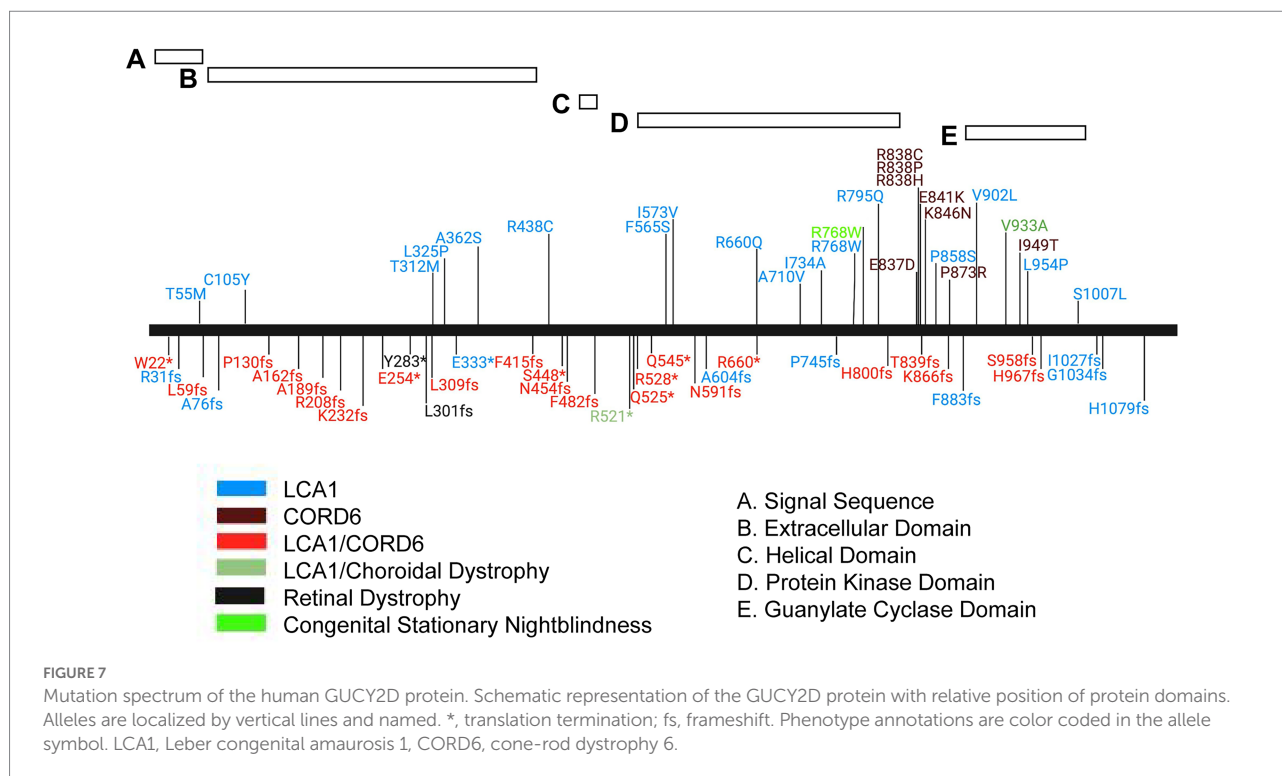 A
B
C
D
E
R838C
R838P
R838H
R795Q
E841K
V902L
K846N
I573V
R438C
F565S
R768W
V933A
A362S
R660Q
R768W
I949T
L325P
P858S
T312M
I734A
E837D
L954P
C105Y
A710V
P873R
T55M
S1007L
W22*
P130fs
Y283*
E333*
F415fs
Q545*
R660*
P745fs
T839fs
S958fs
I1027fs
R31fs
A162fs
E254*
S448*
R528*
A604fs
H800fs
K866fs
H967fs
G1034fs
L59fs
A189fs
L309fs
N454fs
Q525*
N591fs
A76fs
R208fs
F482fs
F883fs
K232fs
L301fs
R521*
H1079fs
LCA1
CORD6
LCA1/CORD6
LCA1/Choroidal Dystrophy
Retinal Dystrophy
Congenital Stationary Nightblindness
A. Signal Sequence
B. Extracellular Domain
C. Helical Domain
D. Protein Kinase Domain
E. Guanylate Cyclase Domain
FIGURE 7
Mutation spectrum of the human GUCY2D protein. Schematic representation of the GUCY2D protein with relative position of protein domains.
Alleles are localized by vertical lines and named. *, translation termination; fs, frameshift. Phenotype annotations are color coded in the allele
symbol. LCA1, Leber congenital amaurosis 1, CORD6, cone-rod dystrophy 6.